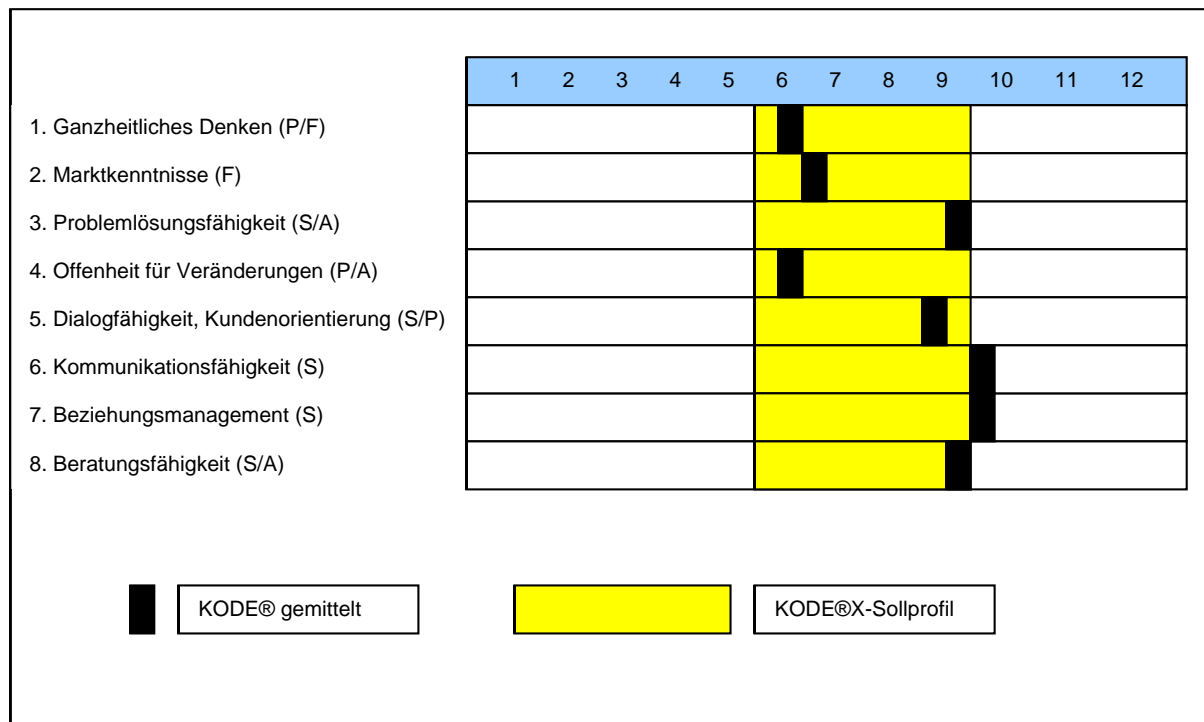 1 2 3 4 5 6 7 8 9 10 11 12
1. Ganzheitliches Denken (P/F)
2. Marktkenntnisse (F)
3. Problemlösungsfähigkeit (S/A)
4. Offenheit für Veränderungen (P/A)
5. Dialogfähigkeit, Kundenorientierung (S/P)
6. Kommunikationsfähigkeit (S)
7. Beziehungsmanagement (S)
8. Beratungsfähigkeit (S/A)
KODE® gemittelt
KODE®X-Sollprofil